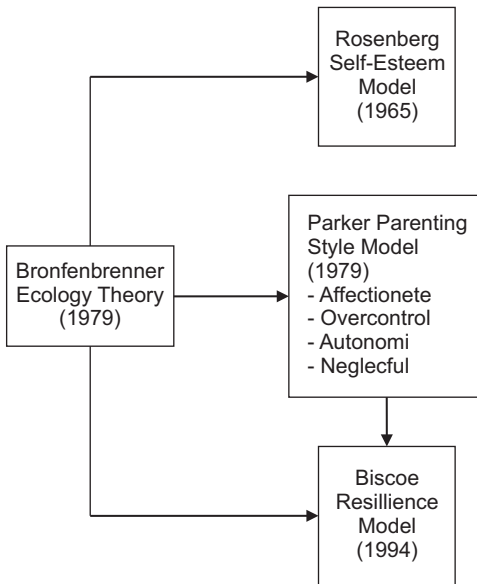 Rosenberg
Self-Esteem
Model
(1965)
Bronfenbrenner
Ecology Theory
(1979)
Parker Parenting
Style Model
(1979)
- Affectionete
- Overcontrol
- Autonomi
- Neglecful
Biscoe
Resillience
Model
(1994)